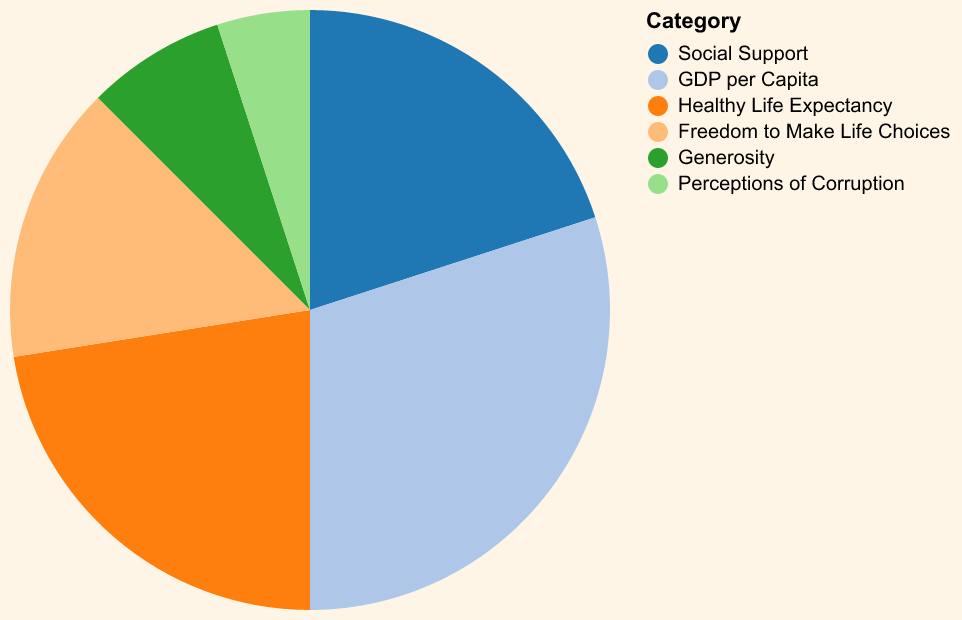 Category
Social Support
GDP per Capita
Healthy Life Expectancy
Freedom to Make Life Choices
Generosity
Perceptions of Corruption